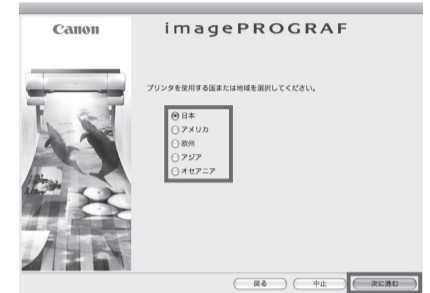 Canon
imagePROGRAF
プリンタを使用する国または地域を選択してください。
日本
アメリカ
欧州
アジア
オセアニア
戻る
中止
次に進む